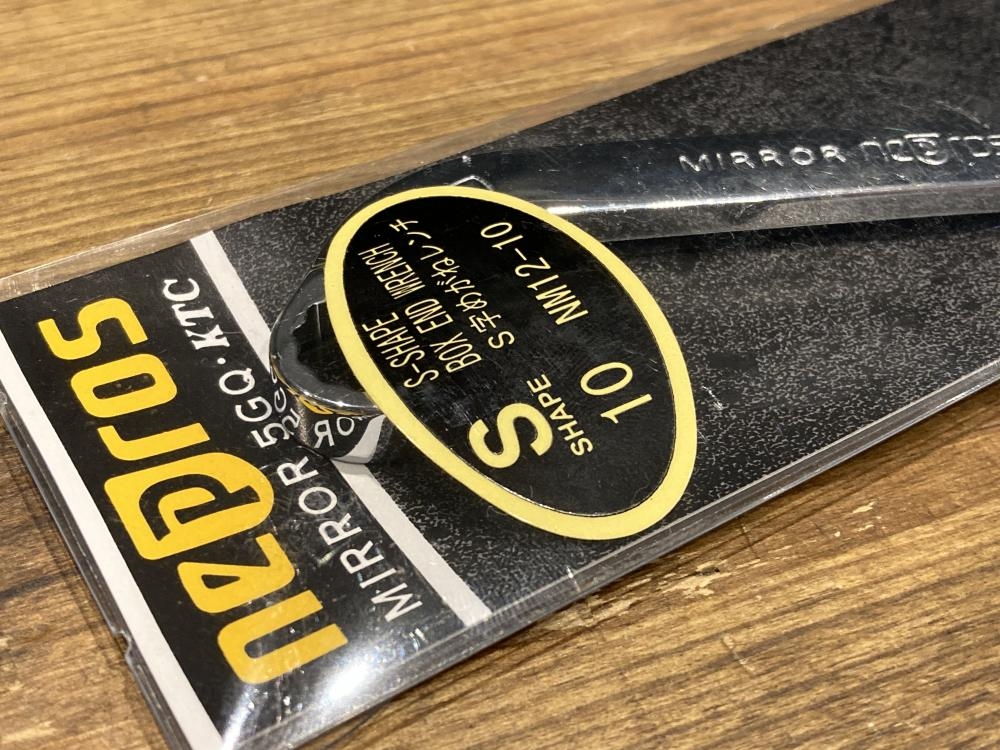 nepros
MIRROR 5GQ・KTC
S-SHAPE
BOX END WRENCH
S字めがねレンチ
S
SHAPE
10
NM12-10
MIRROR nepros